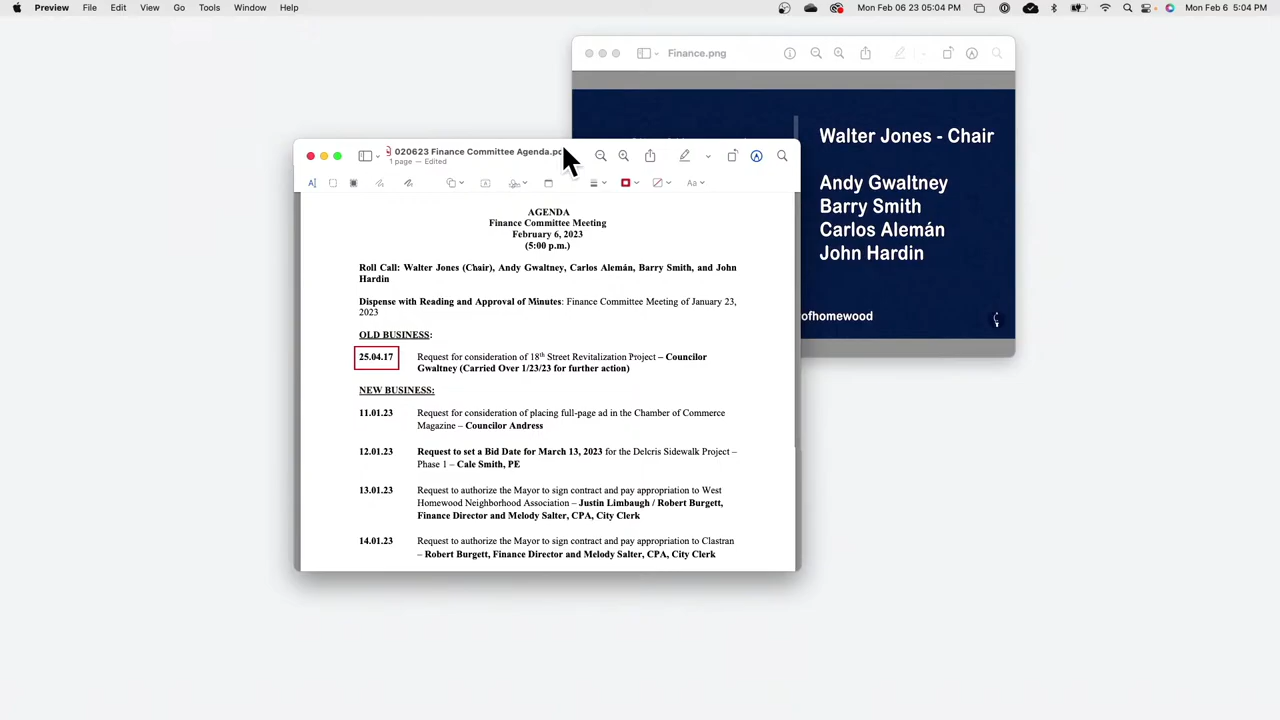 Preview File Edit View Go Tools Window Help Mon Feb 06 23 05:04 PM Mon Feb 6 5:04 PM
Finance.png
Walter Jones - Chair
Andy Gwaltney
Barry Smith
Carlos Alemán
John Hardin
ofhomewood
020623 Finance Committee Agenda.pd
1 page — Edited
AGENDA
Finance Committee Meeting
February 6, 2023
(5:00 p.m.)
Roll Call: Walter Jones (Chair), Andy Gwaltney, Carlos Alemán, Barry Smith, and John
Hardin
Dispense with Reading and Approval of Minutes: Finance Committee Meeting of January 23,
2023
OLD BUSINESS:
25.04.17 Request for consideration of 18th Street Revitalization Project – Councilor
Gwaltney (Carried Over 1/23/23 for further action)
NEW BUSINESS:
11.01.23 Request for consideration of placing full-page ad in the Chamber of Commerce
Magazine – Councilor Andress
12.01.23 Request to set a Bid Date for March 13, 2023 for the Delcris Sidewalk Project –
Phase 1 – Cale Smith, PE
13.01.23 Request to authorize the Mayor to sign contract and pay appropriation to West
Homewood Neighborhood Association – Justin Limbaugh / Robert Burgett,
Finance Director and Melody Salter, CPA, City Clerk
14.01.23 Request to authorize the Mayor to sign contract and pay appropriation to Clastran
– Robert Burgett, Finance Director and Melody Salter, CPA, City Clerk